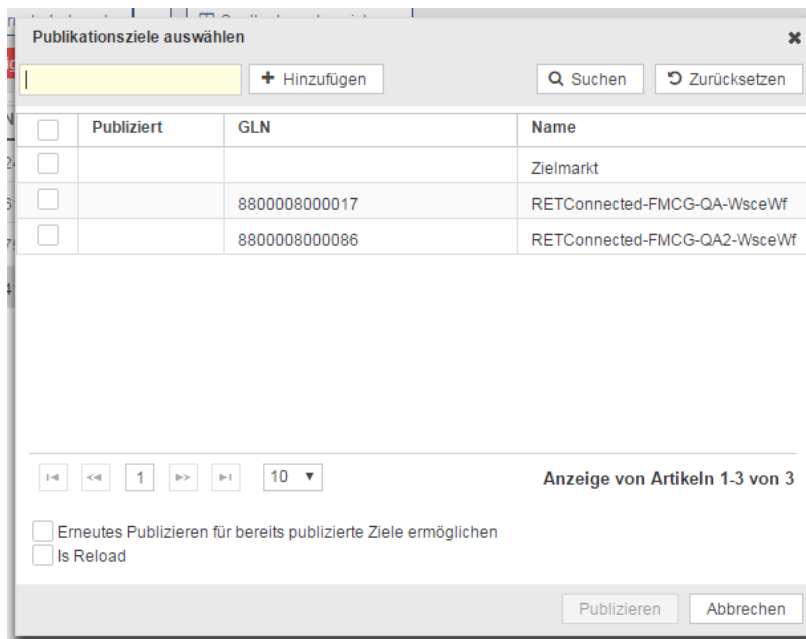 Publikationsziele auswählen
Hinzufügen Suchen Zurücksetzen
Publiziert GLN Name
Zielmarkt
8800008000017 RETConnected-FMCG-QA-WsceWf
8800008000086 RETConnected-FMCG-QA2-WsceWf
1 10 Anzeige von Artikeln 1-3 von 3
Erneutes Publizieren für bereits publizierte Ziele ermöglichen
Is Reload
Publizieren Abbrechen